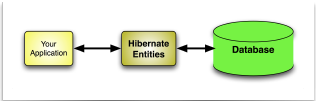 Your
Application
Hibernate
Entities
Database